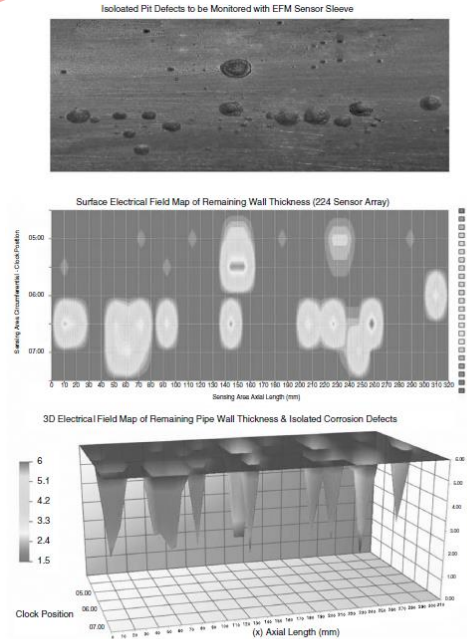 Isoloated Pit Defects to be Monitored with EFM Sensor Sleeve
Surface Electrical Field Map of Remaining Wall Thickness (224 Sensor Array)
Sensing Area Circumferential - Clock Position
05:00
06:00
07:00
0 10 20 30 40 50 60 70 80 90 100 110 120 130 140 150 160 170 180 190 200 210 220 230 240 250 260 270 280 290 300 310 320
Sensing Area Axial Length (mm)
3D Electrical Field Map of Remaining Pipe Wall Thickness & Isolated Corrosion Defects
6
5.1
4.2
3.3
2.4
1.5
6.00
5.00
4.00
3.00
2.00
1.00
0.00
05.00
06.00
07.00
Clock Position
(x) Axial Length (mm)